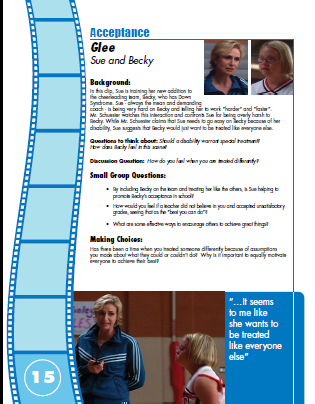 Acceptance
Glee
Sue and Becky
Background:
In this clip, Sue is training her new addition to
the cheerleading team, Becky, who has Down
Syndrome. Sue - always the mean and demanding
coach - is being very hard on Becky and telling her to work "harder" and "faster".
Mr. Schuester watches this interaction and confronts Sue for being overly harsh to
Becky. While Mr. Schuester claims that Sue needs to go easy on Becky because of her
disability, Sue suggests that Becky would just want to be treated like everyone else.
Questions to think about: Should a disability warrant special treatment?
How does Becky feel in this scene?
Discussion Question: How do you feel when you are treated differently?
Small Group Questions:
• By including Becky on the team and treating her like the others, is Sue helping to
promote Becky's acceptance in school?
• How would you feel if a teacher did not believe in you and accepted unsatisfactory
grades, seeing that as the "best you can do"?
• What are some effective ways to encourage others to achieve great things?
Making Choices:
Has there been a time when you treated someone differently because of assumptions
you made about what they could or couldn't do? Why is it important to equally motivate
everyone to achieve their best?
"...It seems
to me like
she wants to
be treated
like everyone
else"
15